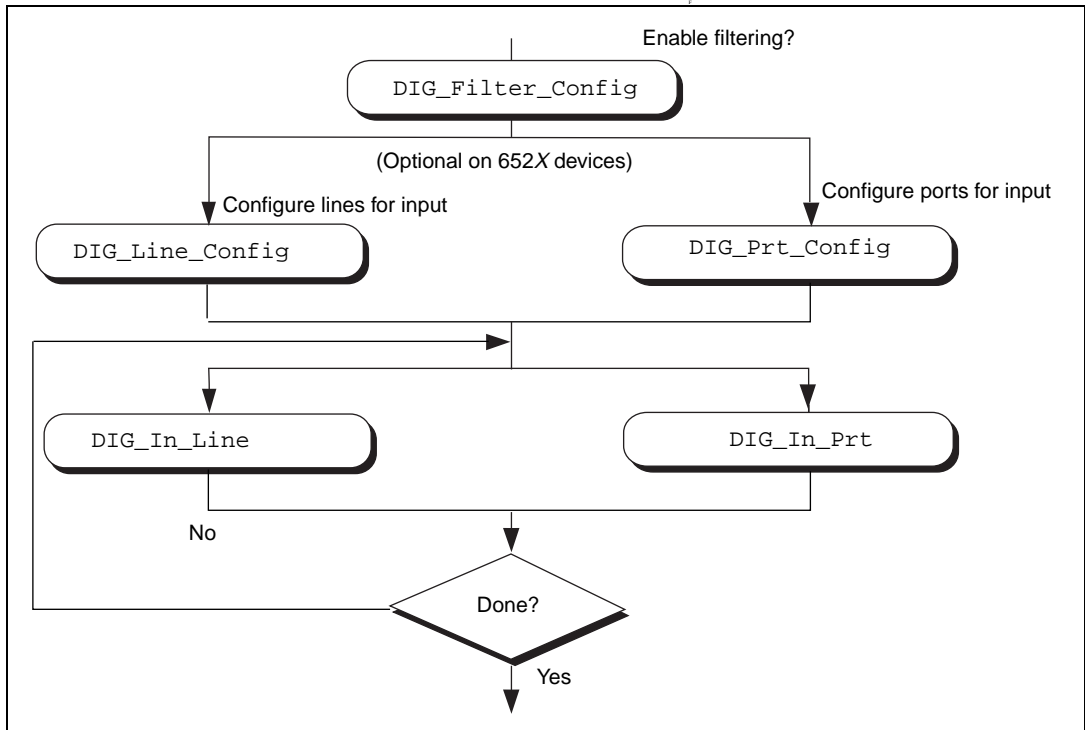 Enable filtering?
DIG_Filter_Config
(Optional on 652X devices)
Configure lines for input
Configure ports for input
DIG_Line_Config
DIG_Prt_Config
DIG_In_Line
DIG_In_Prt
No
Done?
Yes